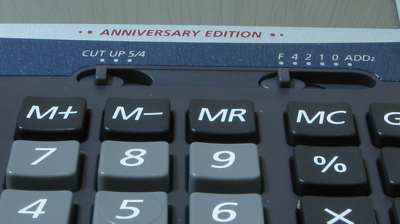 •• ANNIVERSARY EDITION ••
CUT UP 5/4 F 4 2 1 0 ADD₂
M+ M− MR MC G
7 8 9 %
4 5 6 ×